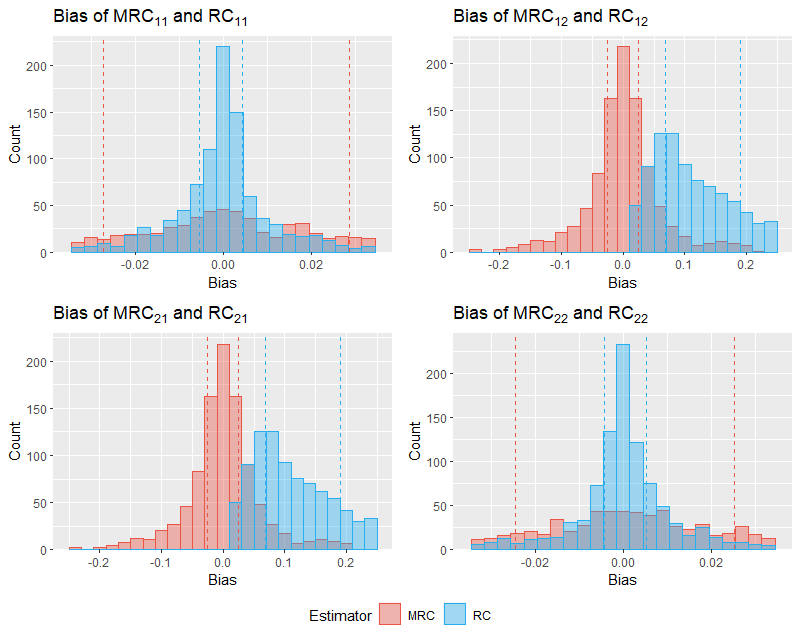 Bias of MRC₁₁ and RC₁₁
Count
200
150
100
50
0
-0.02 0.00 0.02
Bias
Bias of MRC₁₂ and RC₁₂
Count
200
150
100
50
0
-0.2 -0.1 0.0 0.1 0.2
Bias
Bias of MRC₂₁ and RC₂₁
Count
200
150
100
50
0
-0.2 -0.1 0.0 0.1 0.2
Bias
Bias of MRC₂₂ and RC₂₂
Count
200
150
100
50
0
-0.02 0.00 0.02
Bias
Estimator MRC RC